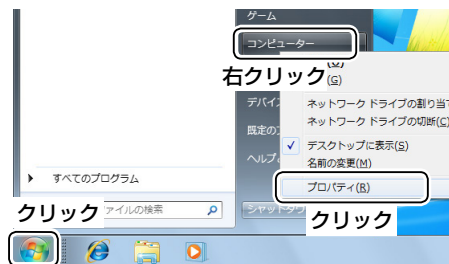 ゲーム
コンピューター
右クリック
(G)
デバイ
ネットワーク ドライブの割り当て
ネットワーク ドライブの切断(C)
既定の
デスクトップに表示(S)
ヘルプ
名前の変更(M)
すべてのプログラム
プロパティ(R)
クリック
ァイルの検索
シャットダウ
クリック